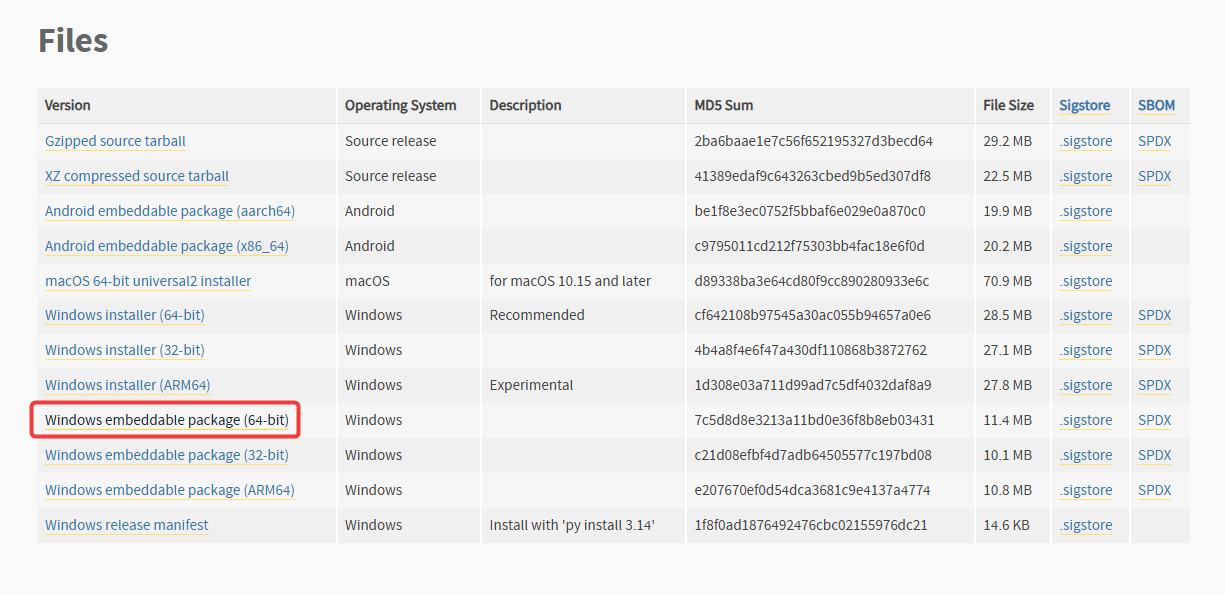 Files
Version Operating System Description MD5 Sum File Size Sigstore SBOM
Gzipped source tarball Source release 2ba6baae1e7c56f652195327d3becd64 29.2 MB .sigstore SPDX
XZ compressed source tarball Source release 41389edaf9c643263cbed9b5ed307df8 22.5 MB .sigstore SPDX
Android embeddable package (aarch64) Android be1f8e3ec0752f5bbaf6e029e0a870c0 19.9 MB .sigstore
Android embeddable package (x86_64) Android c9795011cd212f75303bb4fac18e6f0d 20.2 MB .sigstore
macOS 64-bit universal2 installer macOS for macOS 10.15 and later d89338ba3e64cd80f9cc890280933e6c 70.9 MB .sigstore
Windows installer (64-bit) Windows Recommended cf642108b97545a30ac055b94657a0e6 28.5 MB .sigstore SPDX
Windows installer (32-bit) Windows 4b4a8f4e6f47a430df110868b3872762 27.1 MB .sigstore SPDX
Windows installer (ARM64) Windows Experimental 1d308e03a711d99ad7c5df4032daf8a9 27.8 MB .sigstore SPDX
Windows embeddable package (64-bit) Windows 7c5d8d8e3213a11bd0e36f8b8eb03431 11.4 MB .sigstore SPDX
Windows embeddable package (32-bit) Windows c21d08efbf4d7adb64505577c197bd08 10.1 MB .sigstore SPDX
Windows embeddable package (ARM64) Windows e207670ef0d54dca3681c9e4137a4774 10.8 MB .sigstore SPDX
Windows release manifest Windows Install with 'py install 3.14' 1f8f0ad1876492476cbc02155976dc21 14.6 KB .sigstore